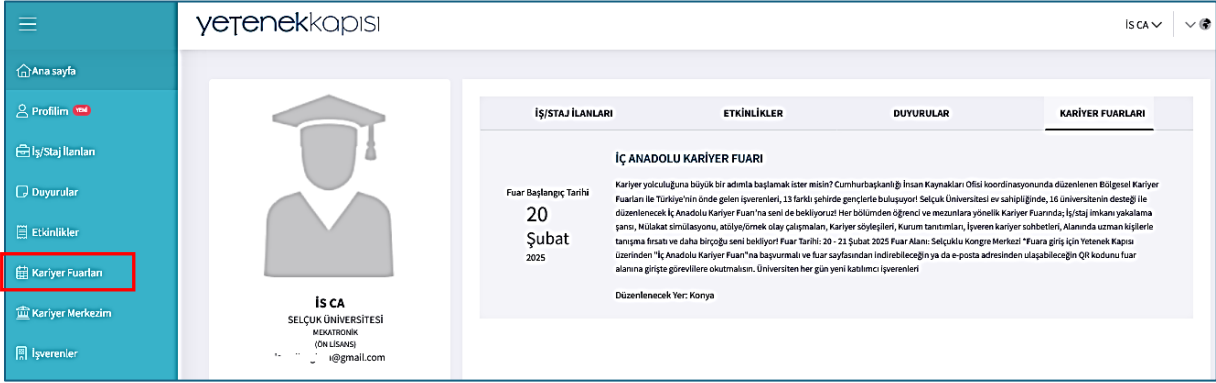 yetenekkapısı
İS CA
Ana sayfa
Profilim YENİ
İş/Staj İlanları
Duyurular
Etkinlikler
Kariyer Fuarları
Kariyer Merkezim
İşverenler
İS CA
SELÇUK ÜNİVERSİTESİ
MEKATRONİK
(ÖN LİSANS)
@gmail.com
İŞ/STAJ İLANLARI ETKİNLİKLER DUYURULAR KARİYER FUARLARI
Fuar Başlangıç Tarihi
20
Şubat
2025
İÇ ANADOLU KARİYER FUARI
Kariyer yolculuğuna büyük bir adımla başlamak ister misin? Cumhurbaşkanlığı İnsan Kaynakları Ofisi koordinasyonunda düzenlenen Bölgesel Kariyer
Fuarları ile Türkiye'nin önde gelen işverenleri, 13 farklı şehirde gençlerle buluşuyor! Selçuk Üniversitesi ev sahipliğinde, 16 üniversitenin desteği ile
düzenlenecek İç Anadolu Kariyer Fuarı'na seni de bekliyoruz! Her bölümden öğrenci ve mezunlara yönelik Kariyer Fuarında; İş/staj imkanı yakalama
şansı, Mülakat simülasyonu, atölye/örnek olay çalışmaları, Kariyer söyleşileri, Kurum tanıtımları, İşveren kariyer sohbetleri, Alanında uzman kişilerle
tanışma fırsatı ve daha birçoğu seni bekliyor! Fuar Tarihi: 20 - 21 Şubat 2025 Fuar Alanı: Selçuklu Kongre Merkezi *Fuara giriş için Yetenek Kapısı
üzerinden "İç Anadolu Kariyer Fuarı"na başvurmalı ve fuar sayfasından indirebileceğin ya da e-posta adresinden ulaşabileceğin QR kodunu fuar
alanına girişte görevlilere okutmalısın. Üniversiten her gün yeni katılımcı işverenleri
Düzenlenecek Yer: Konya